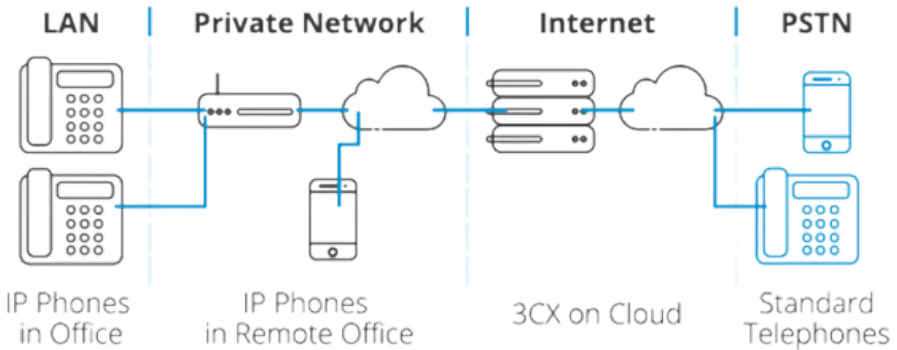 LAN
Private Network
Internet
PSTN
IP Phones
in Office
IP Phones
in Remote Office
3CX on Cloud
Standard
Telephones